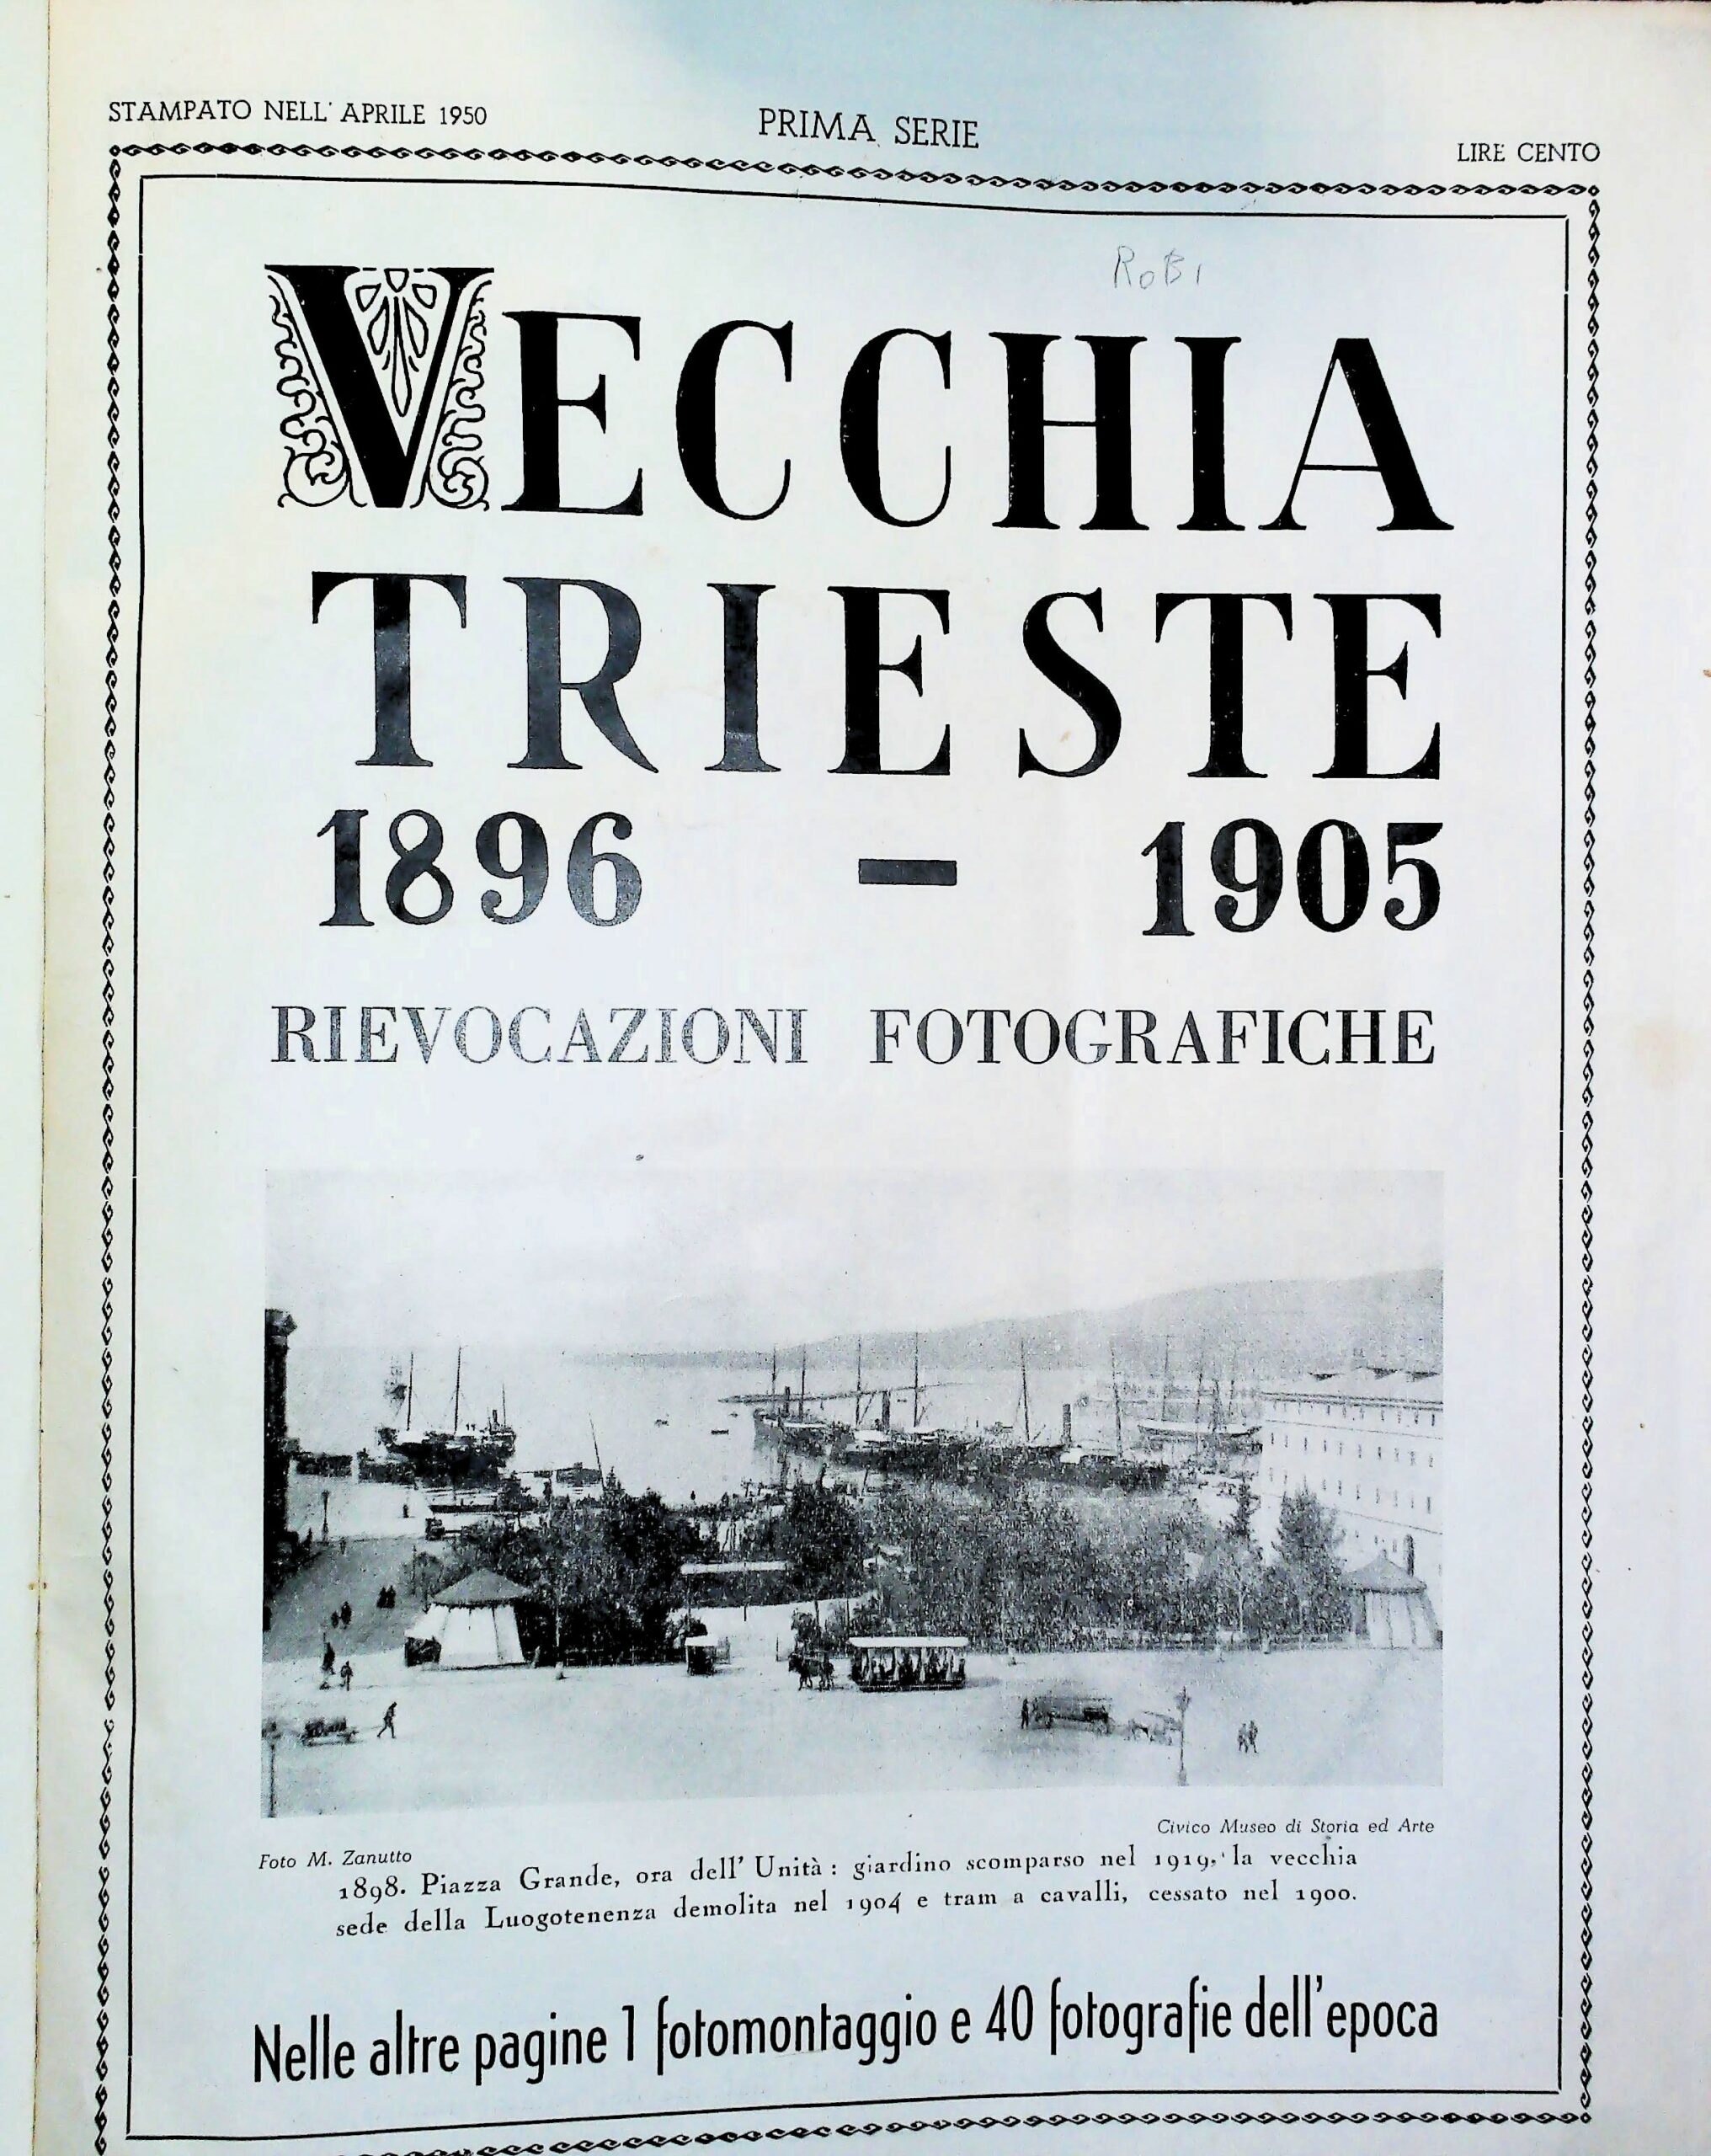 STAMPATO NELL' APRILE 1950
PRIMA SERIE
LIRE CENTO
RoBi
VECCHIA
TRIESTE
1896 – 1905
RIEVOCAZIONI FOTOGRAFICHE
Civico Museo di Storia ed Arte
Foto M. Zanutto
1898. Piazza Grande, ora dell' Unità : giardino scomparso nel 1919, la vecchia
sede della Luogotenenza demolita nel 1904 e tram a cavalli, cessato nel 1900.
Nelle altre pagine 1 fotomontaggio e 40 fotografie dell'epoca